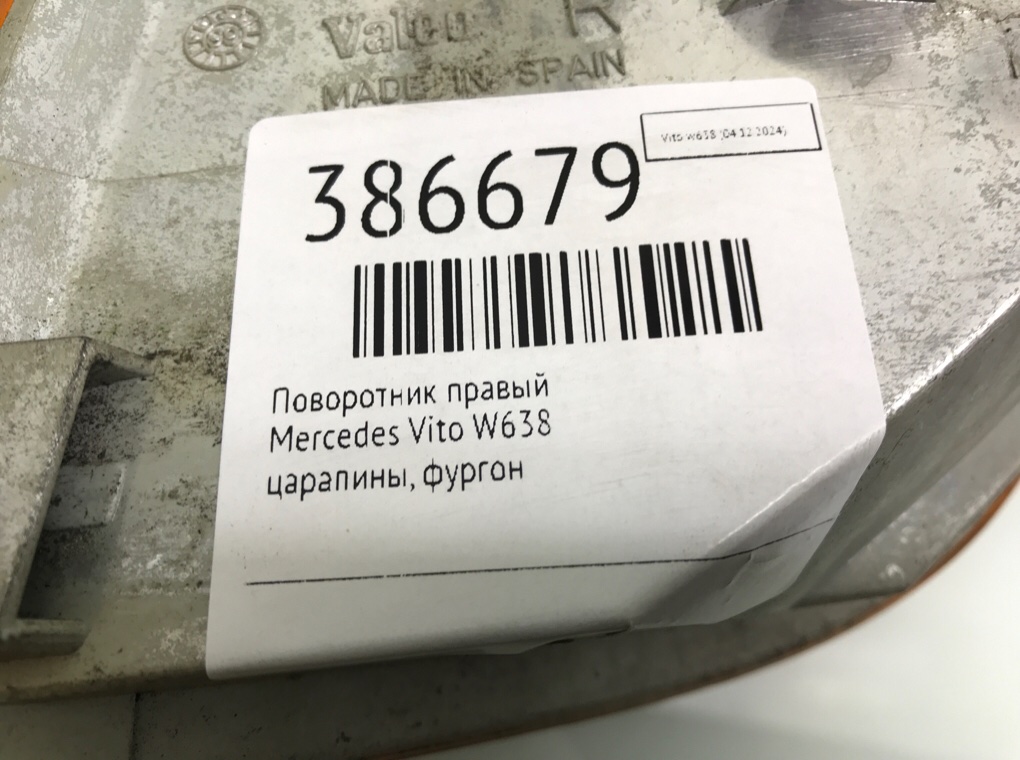 Valeo R
MADE IN SPAIN
Vito w638 (04.12.2024)
386679
Поворотник правый
Mercedes Vito W638
царапины, фургон